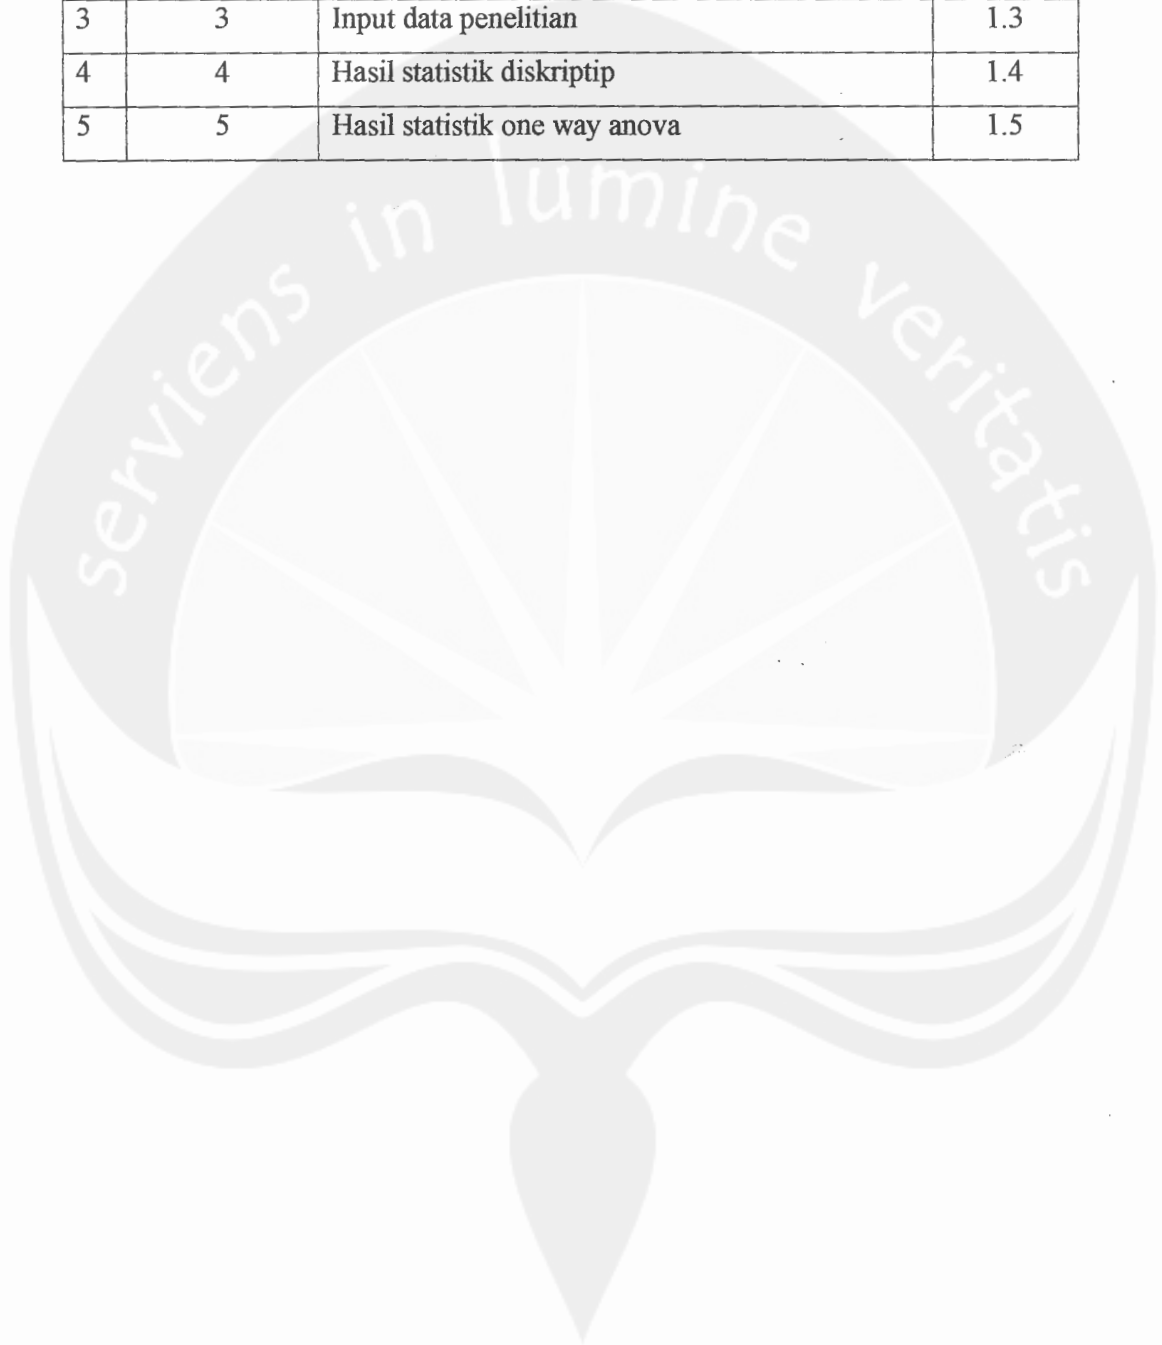 3 3 Input data penelitian 1.3
4 4 Hasil statistik diskriptip 1.4
5 5 Hasil statistik one way anova 1.5
serviens in lumine veritatis